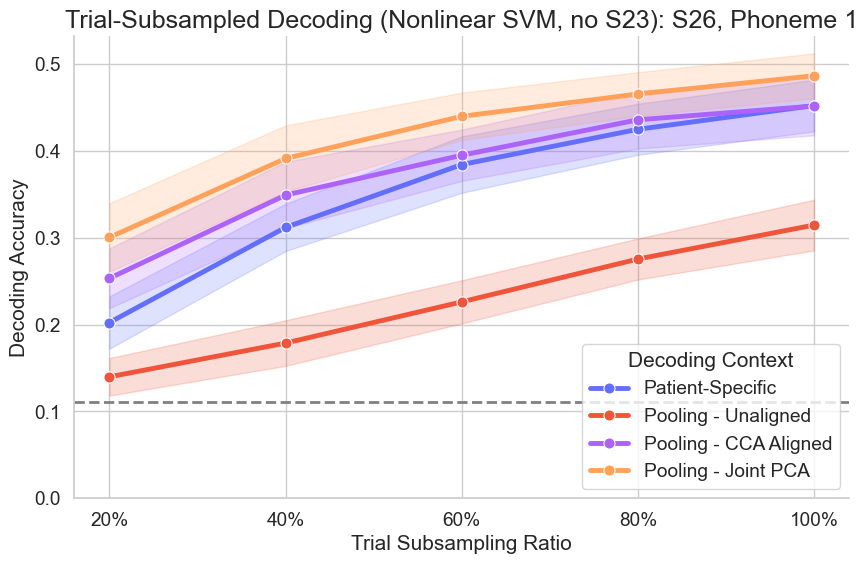 Trial-Subsampled Decoding (Nonlinear SVM, no S23): S26, Phoneme 1
Decoding Accuracy
0.5
0.4
0.3
0.2
0.1
0.0
Decoding Context
Patient-Specific
Pooling - Unaligned
Pooling - CCA Aligned
Pooling - Joint PCA
20%
40%
60%
80%
100%
Trial Subsampling Ratio